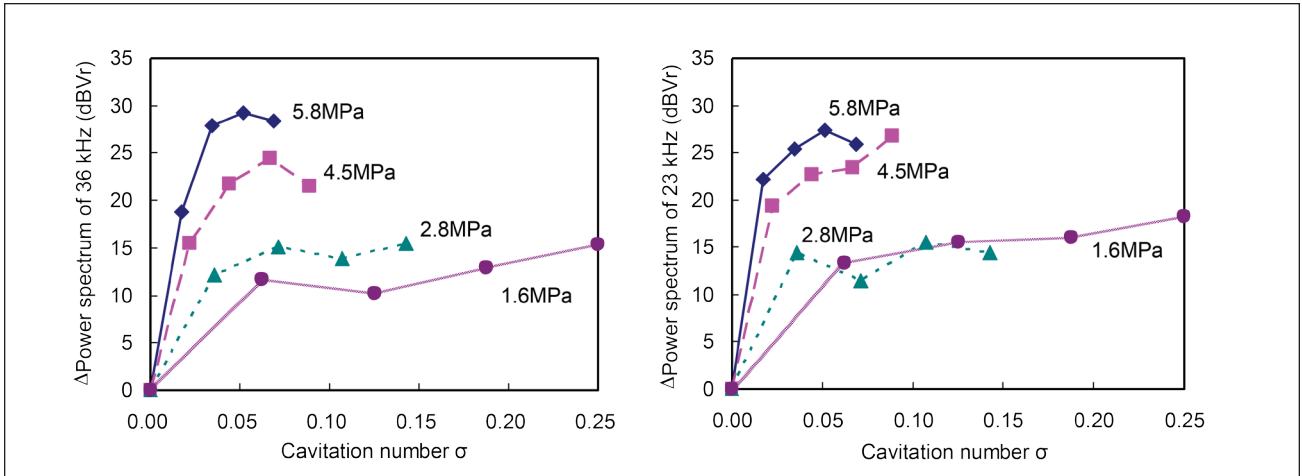 ΔPower spectrum of 36 kHz (dBVr)
35
30
25
20
15
10
5
0
5.8MPa
4.5MPa
2.8MPa
1.6MPa
0.00 0.05 0.10 0.15 0.20 0.25
Cavitation number σ
ΔPower spectrum of 23 kHz (dBVr)
35
30
25
20
15
10
5
0
5.8MPa
4.5MPa
2.8MPa
1.6MPa
0.00 0.05 0.10 0.15 0.20 0.25
Cavitation number σ